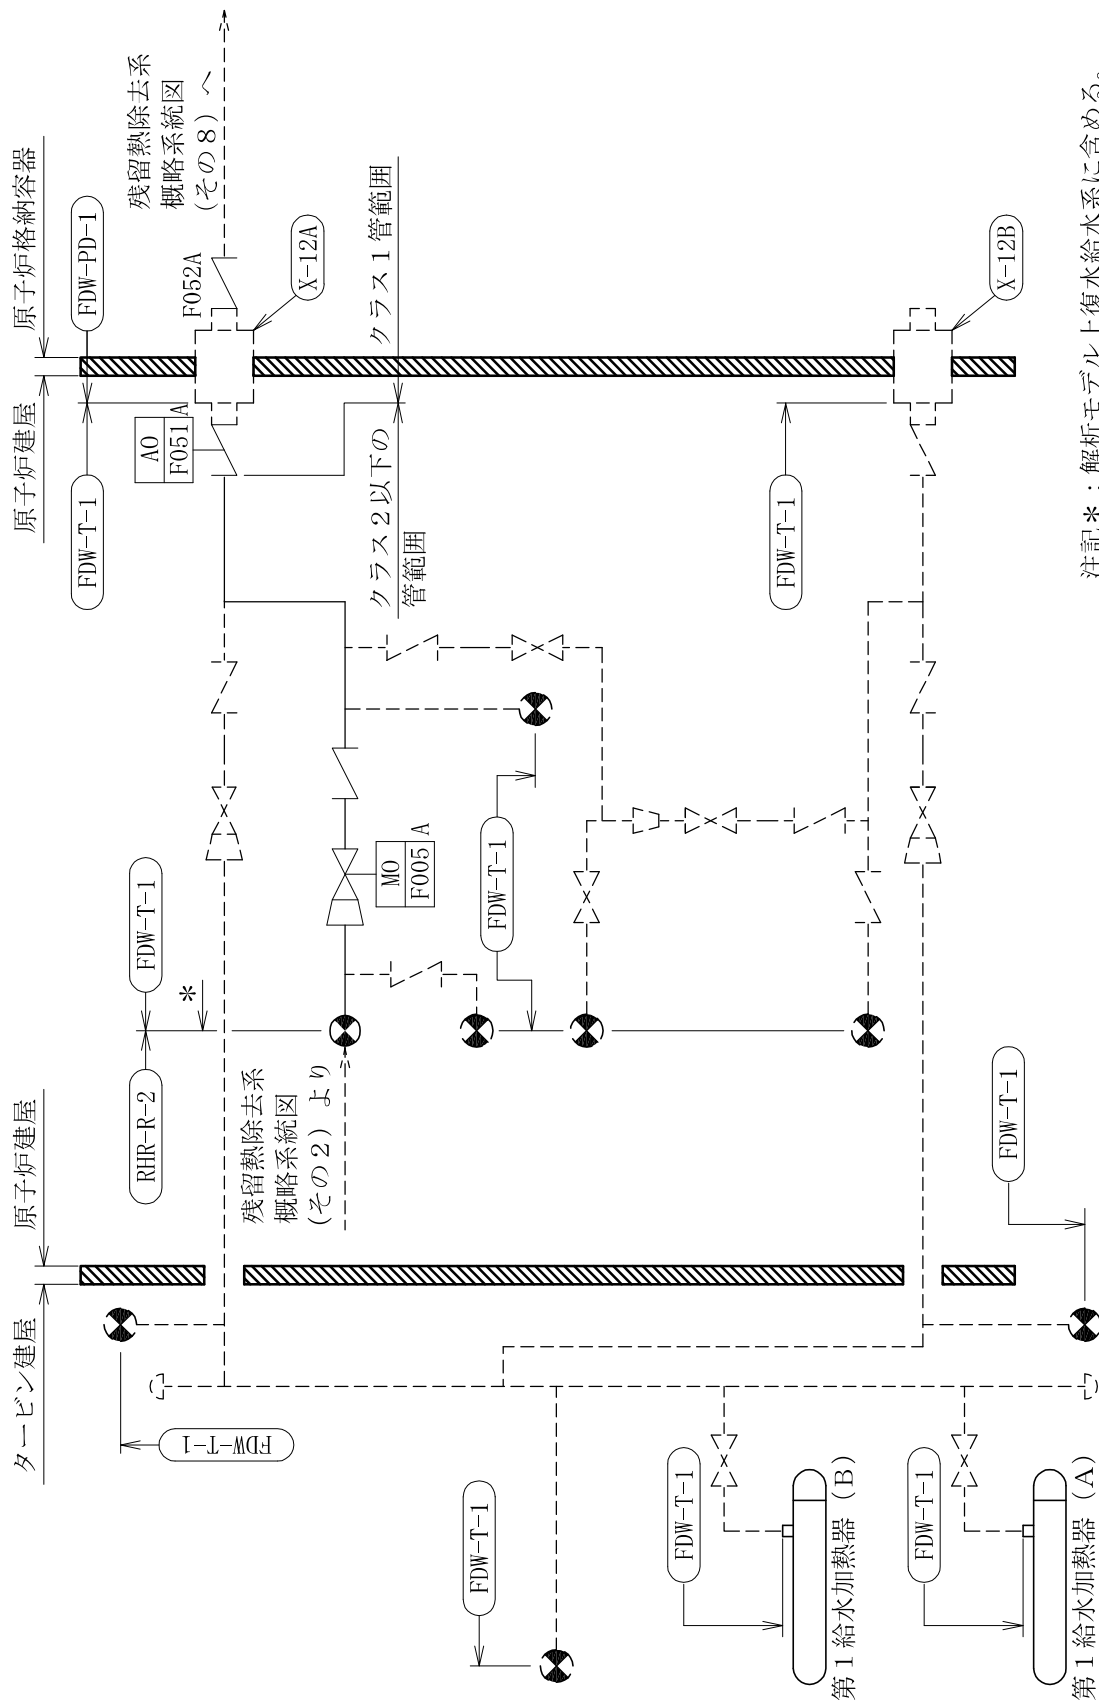 タービン建屋
原子炉建屋
原子炉建屋
原子炉格納容器
RHR-R-2
FDW-T-1
FDW-T-1
FDW-PD-1
残留熱除去系
概略系統図
(その8) へ
F052A
AO
F051 A
X-12A
FDW-T-1
*
残留熱除去系
概略系統図
(その2) より
MO
F005 A
クラス2以下の
管範囲
クラス1管範囲
FDW-T-1
FDW-T-1
FDW-T-1
FDW-T-1
第1給水加熱器 (B)
FDW-T-1
第1給水加熱器 (A)
FDW-T-1
X-12B
注記*:解析モデル上復水給水系に含める。